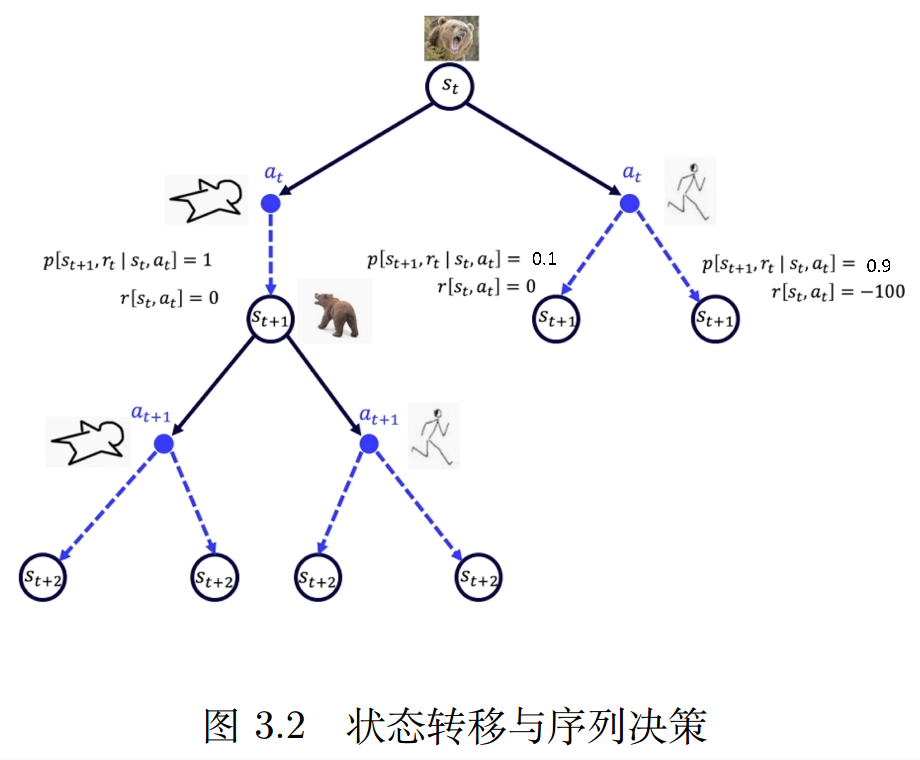 s_t
a_t
a_t
p[s_{t+1}, r_t | s_t, a_t] = 1
r[s_t, a_t] = 0
p[s_{t+1}, r_t | s_t, a_t] = 0.1
r[s_t, a_t] = 0
p[s_{t+1}, r_t | s_t, a_t] = 0.9
r[s_t, a_t] = −100
s_{t+1}
s_{t+1}
s_{t+1}
a_{t+1}
a_{t+1}
s_{t+2}
s_{t+2}
s_{t+2}
s_{t+2}
图 3.2 状态转移与序列决策